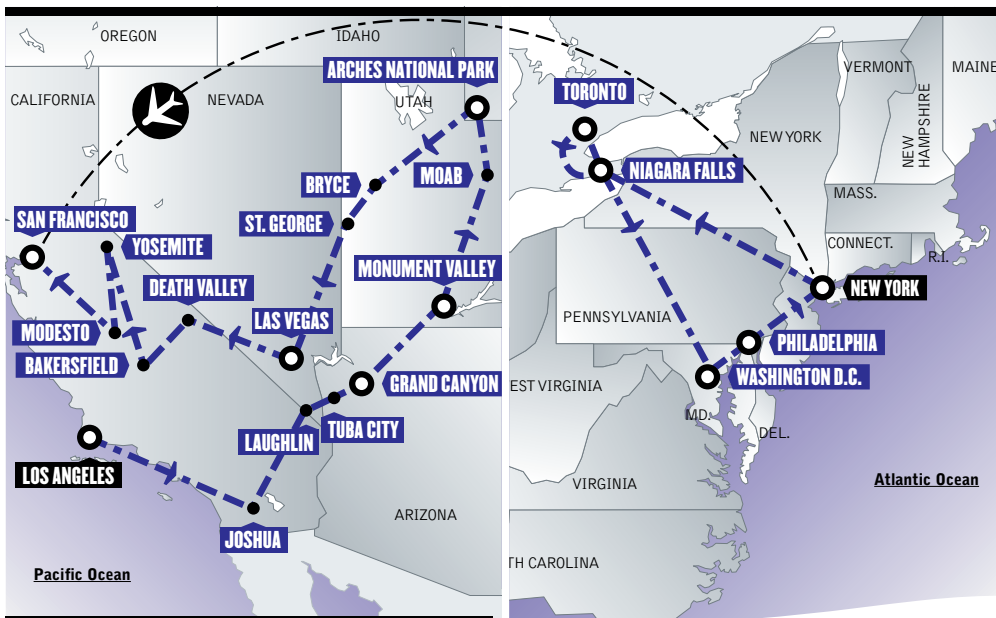 OREGON
IDAHO
ARCHES NATIONAL PARK
CALIFORNIA
NEVADA
UTAH
BRYCE
MOAB
SAN FRANCISCO
ST. GEORGE
YOSEMITE
MONUMENT VALLEY
DEATH VALLEY
LAS VEGAS
MODESTO
BAKERSFIELD
GRAND CANYON
TUBA CITY
LAUGHLIN
LOS ANGELES
ARIZONA
JOSHUA
Pacific Ocean
VERMONT
MAINE
TORONTO
NEW YORK
NEW
HAMPSHIRE
NIAGARA FALLS
MASS.
CONNECT.
R.I.
NEW YORK
PENNSYLVANIA
PHILADELPHIA
WASHINGTON D.C.
EST VIRGINIA
MD.
DEL.
VIRGINIA
Atlantic Ocean
TH CAROLINA